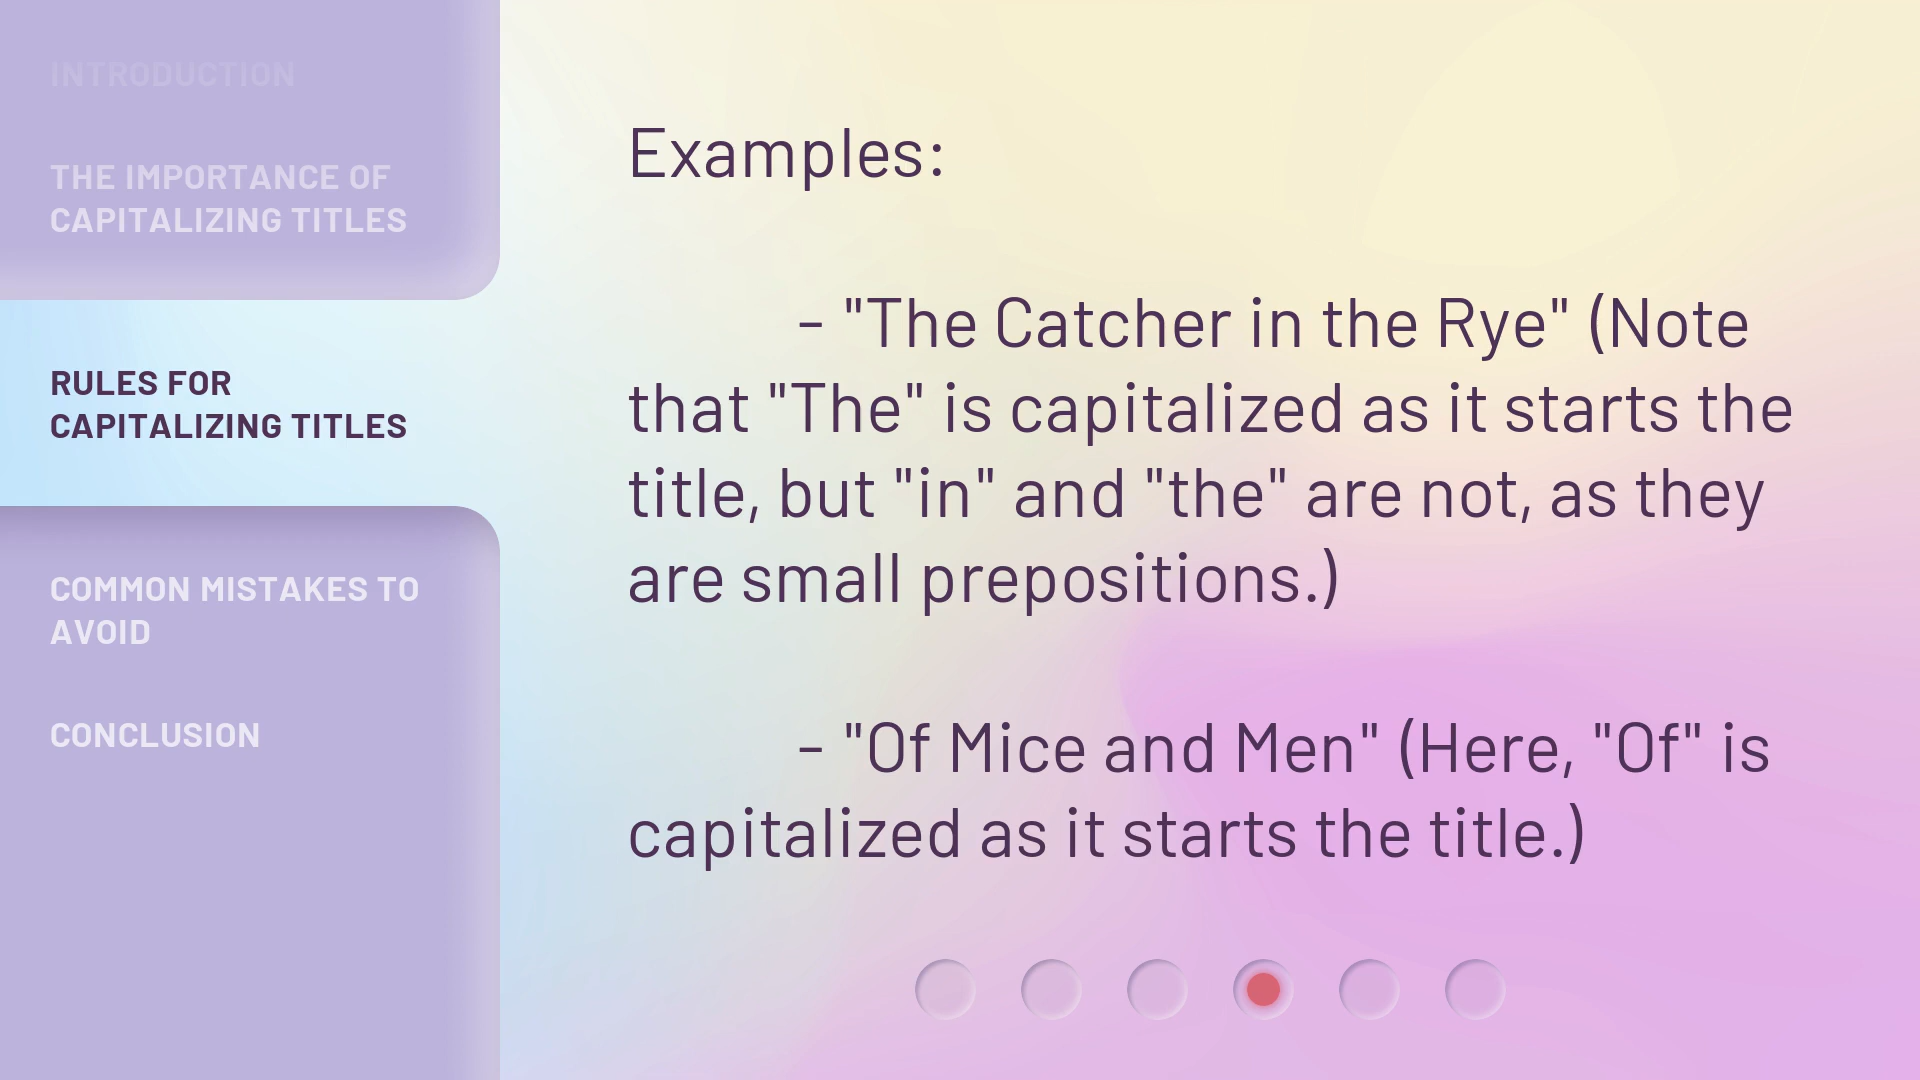 INTRODUCTION
THE IMPORTANCE OF
CAPITALIZING TITLES
RULES FOR
CAPITALIZING TITLES
COMMON MISTAKES TO
AVOID
CONCLUSION
Examples:
- "The Catcher in the Rye" (Note
that "The" is capitalized as it starts the
title, but "in" and "the" are not, as they
are small prepositions.)
- "Of Mice and Men" (Here, "Of" is
capitalized as it starts the title.)